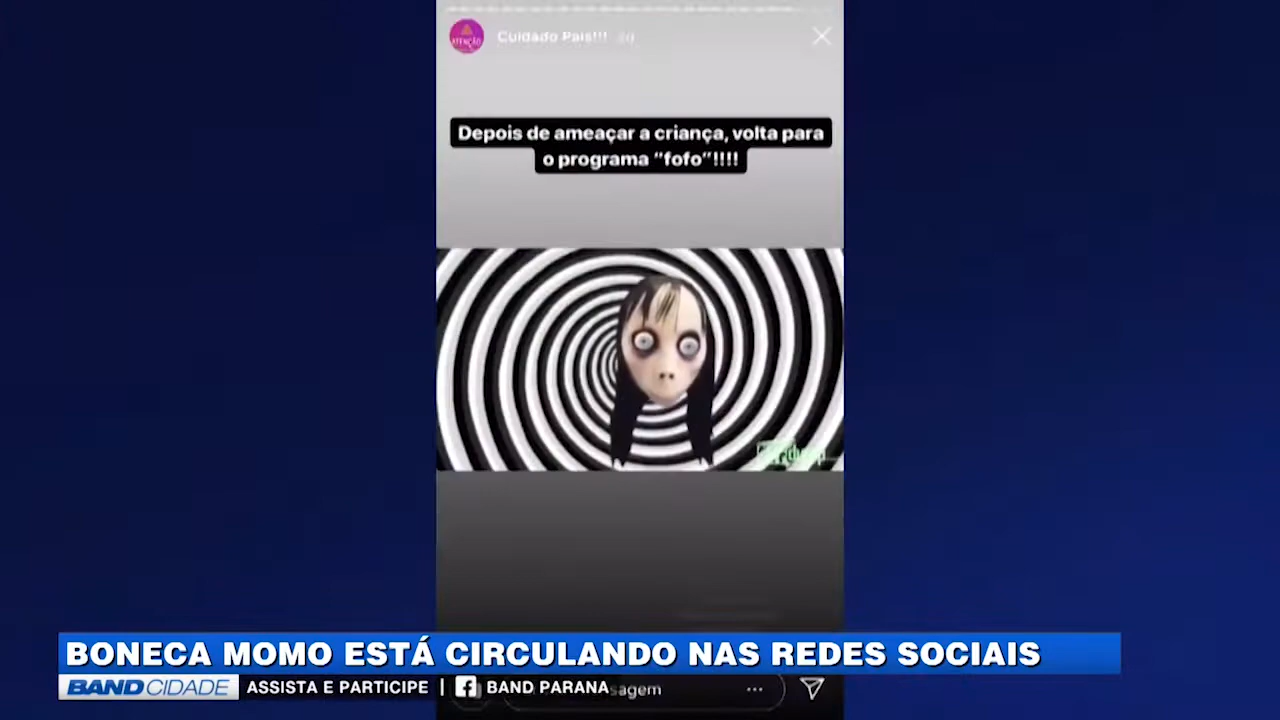 Cuidado Pais!!!
Depois de ameaçar a criança, volta para
o programa "fofo"!!!!
BONECA MOMO ESTÁ CIRCULANDO NAS REDES SOCIAIS
BAND CIDADE ASSISTA E PARTICIPE | BAND PARANA
sagem